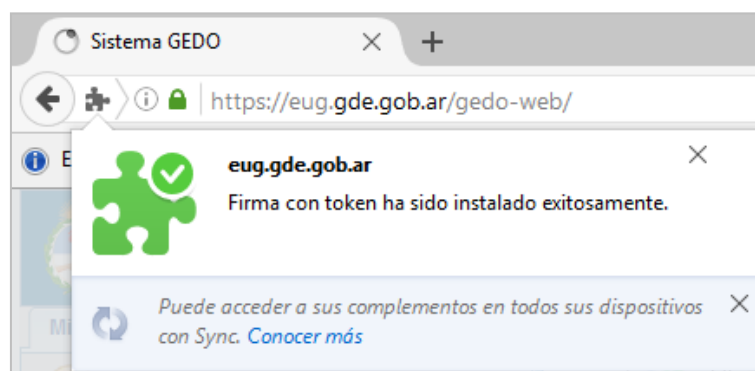 Sistema GEDO
https://eug.gde.gob.ar/gedo-web/
E
eug.gde.gob.ar
Firma con token ha sido instalado exitosamente.
Puede acceder a sus complementos en todos sus dispositivos
con Sync. Conocer más
Mi